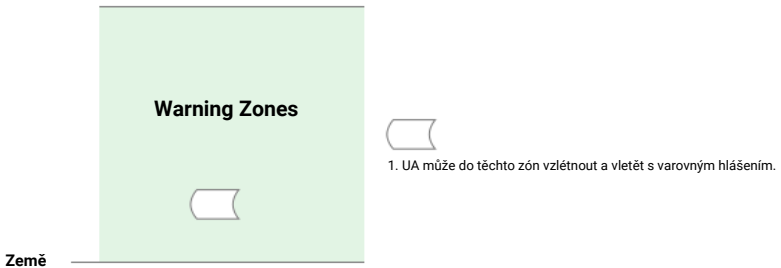 Warning Zones
1. UA může do těchto zón vzlétnout a vletět s varovným hlášením.
Země